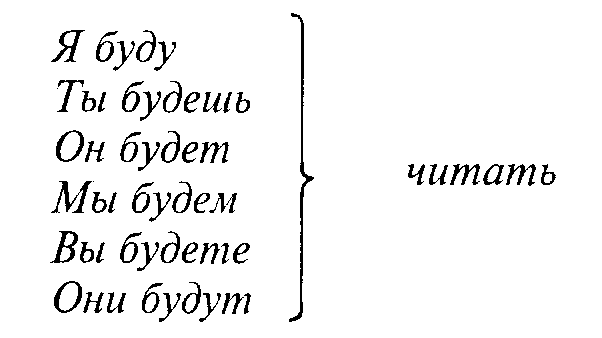 Я буду
Ты будешь
Он будет
Мы будем
Вы будете
Они будут
читать